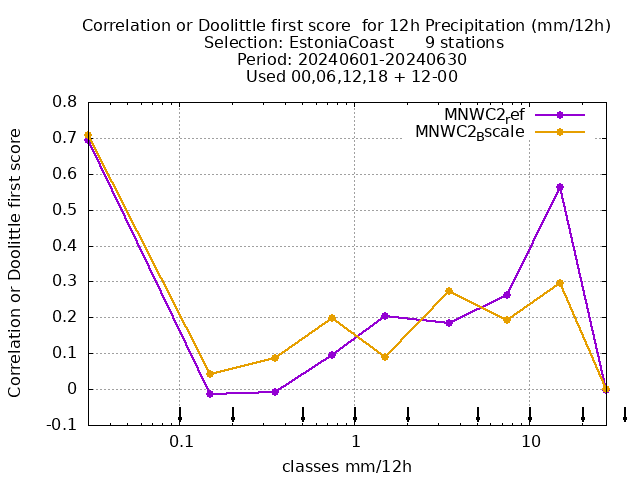 Correlation or Doolittle first score  for 12h Precipitation (mm/12h)
Selection: EstoniaCoast      9 stations
Period: 20240601-20240630
Used 00,06,12,18 + 12-00
MNWC2ref
MNWC2Bscale
0.8
0.7
0.6
0.5
0.4
0.3
0.2
0.1
0
-0.1
Correlation or Doolittle first score
0.1
1
10
classes mm/12h